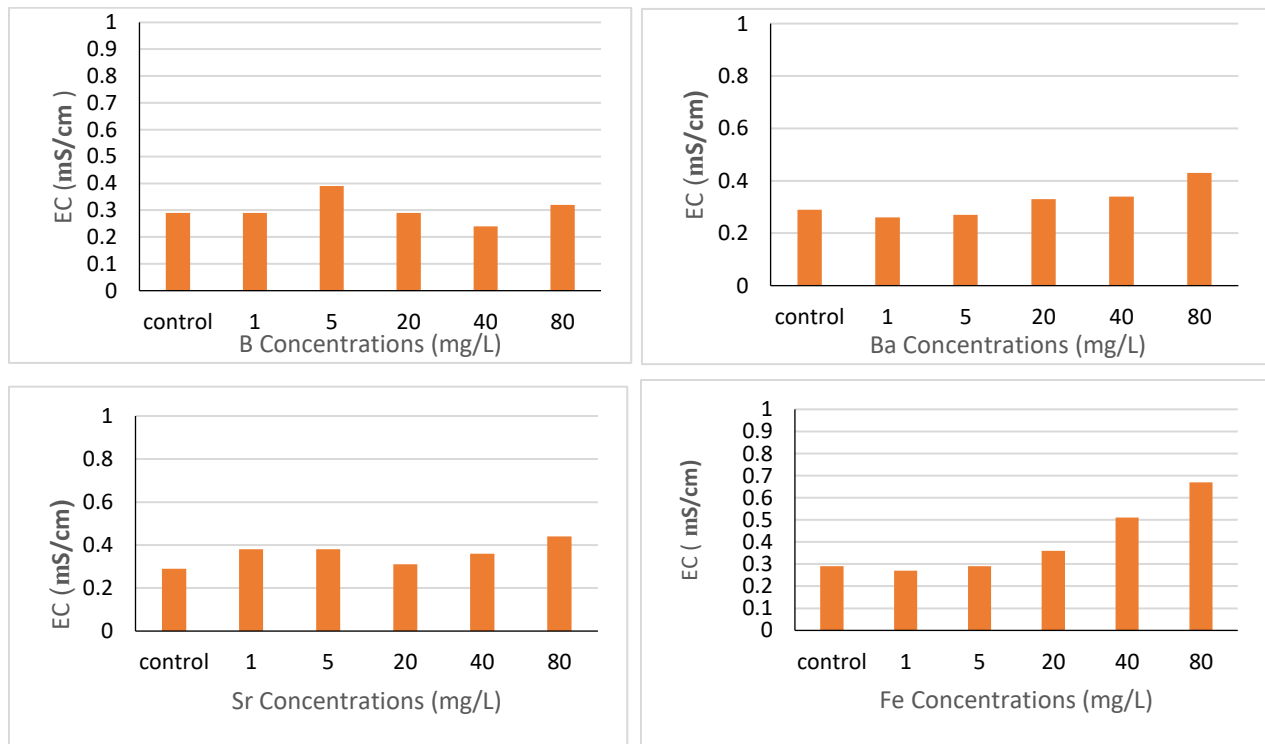 1
0.9
0.8
0.7
0.6
0.5
0.4
0.3
0.2
0.1
0
EC (mS/cm )
control 1 5 20 40 80
B Concentrations (mg/L)
1
0.8
0.6
0.4
0.2
0
EC (mS/cm)
control 1 5 20 40 80
Ba Concentrations (mg/L)
1
0.8
0.6
0.4
0.2
0
EC (mS/cm)
control 1 5 20 40 80
Sr Concentrations (mg/L)
1
0.9
0.8
0.7
0.6
0.5
0.4
0.3
0.2
0.1
0
EC ( mS/cm)
control 1 5 20 40 80
Fe Concentrations (mg/L)